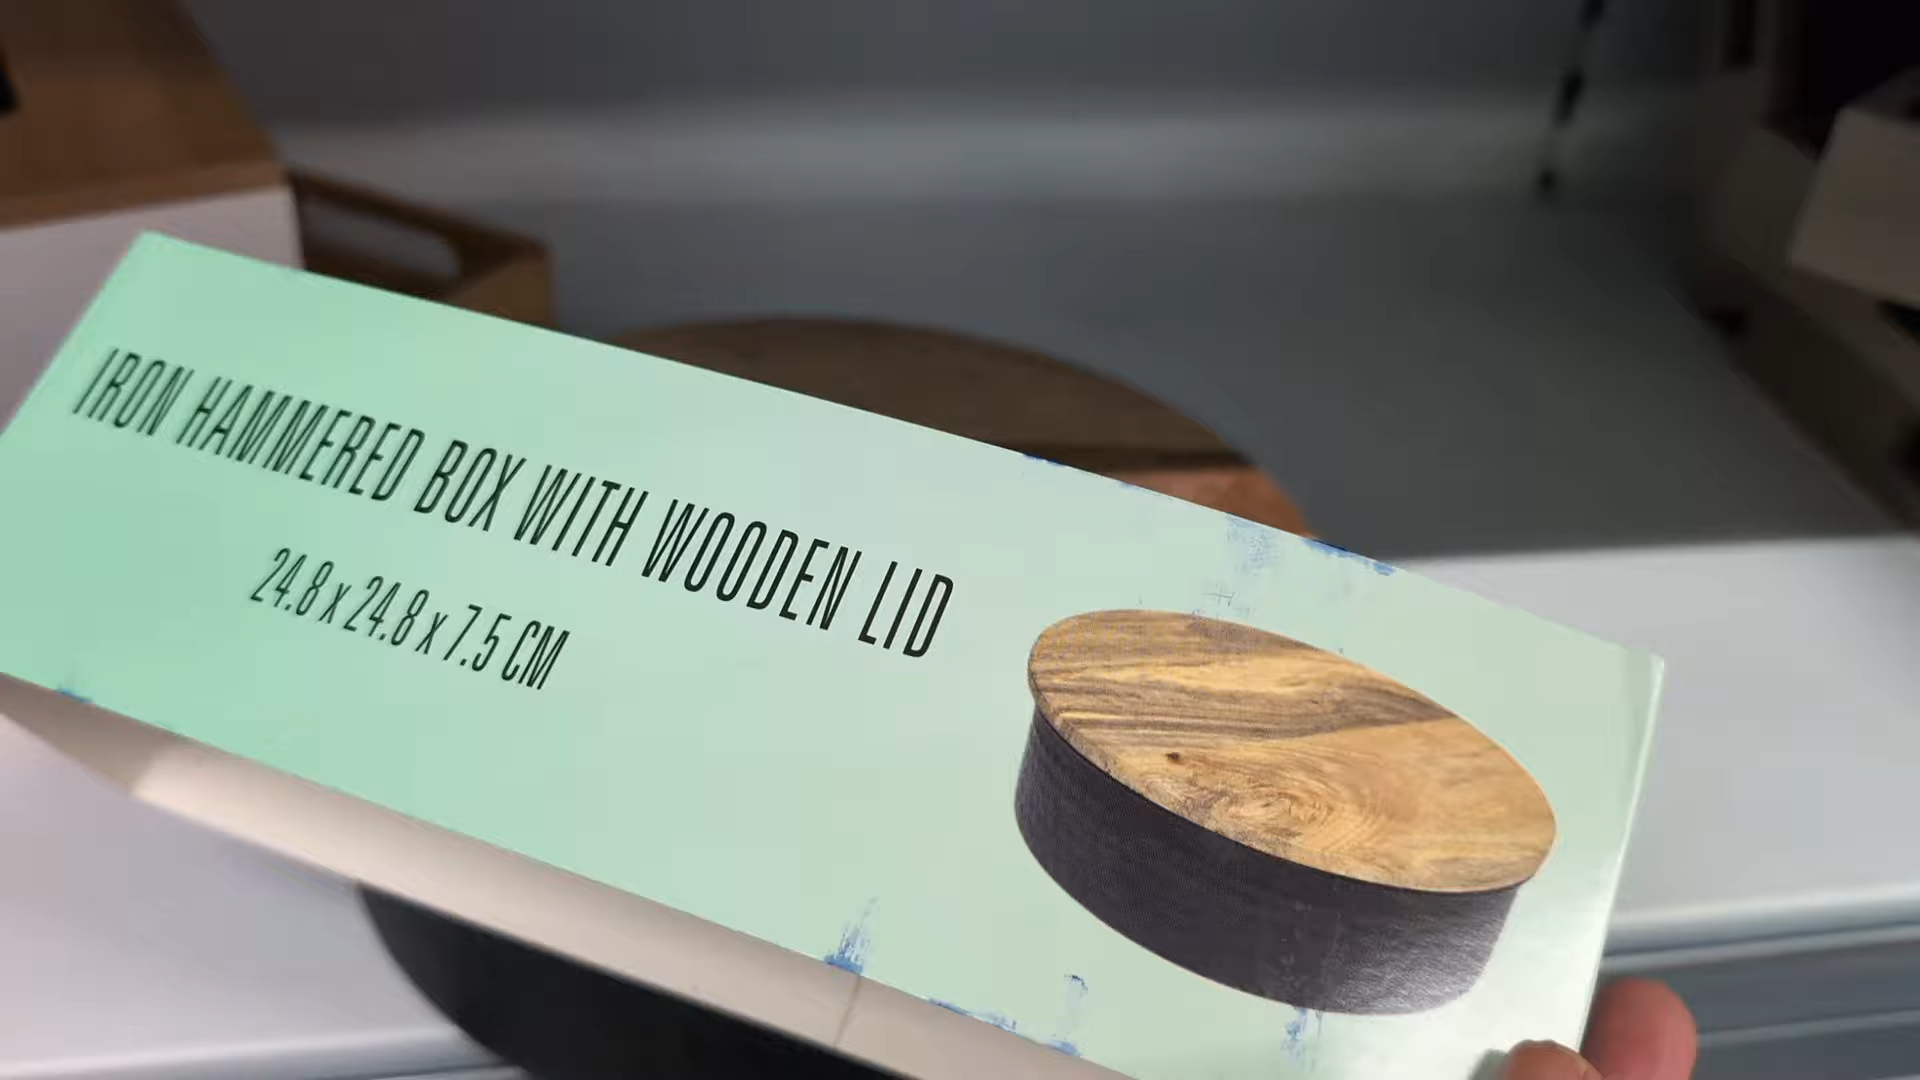 IRON HAMMERED BOX WITH WOODEN LID
24.8 x 24.8 x 7.5 CM